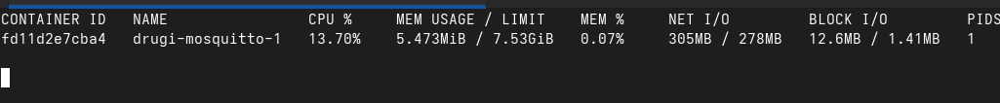 CONTAINER ID   NAME                CPU %     MEM USAGE / LIMIT    MEM %     NET I/O         BLOCK I/O         PIDS
fd11d2e7cba4   drugi-mosquitto-1   13.70%    5.473MiB / 7.53GiB   0.07%     305MB / 278MB   12.6MB / 1.41MB   1